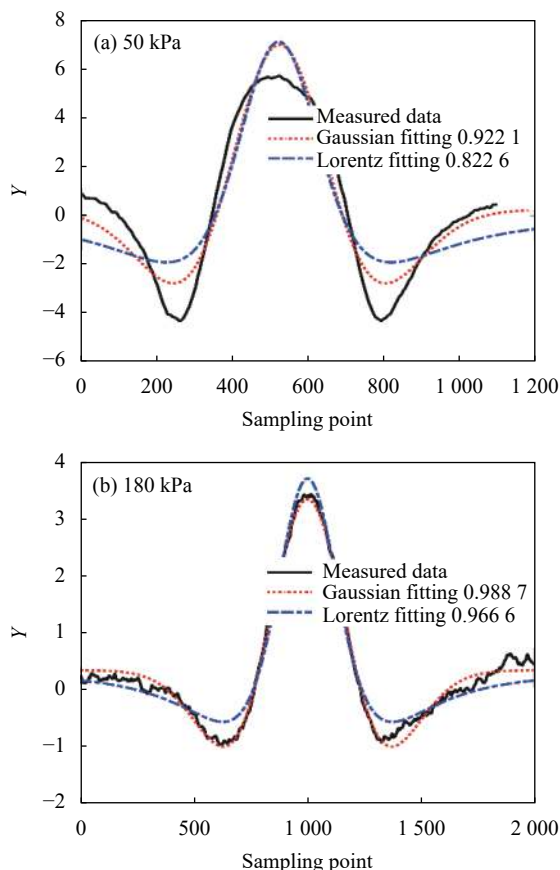 (a) 50 kPa
8
6
4
2
0
−2
−4
−6
Y
Measured data
Gaussian fitting 0.922 1
Lorentz fitting 0.822 6
0 200 400 600 800 1 000 1 200
Sampling point
(b) 180 kPa
4
3
2
1
0
−1
−2
Y
Measured data
Gaussian fitting 0.988 7
Lorentz fitting 0.966 6
0 500 1 000 1 500 2 000
Sampling point